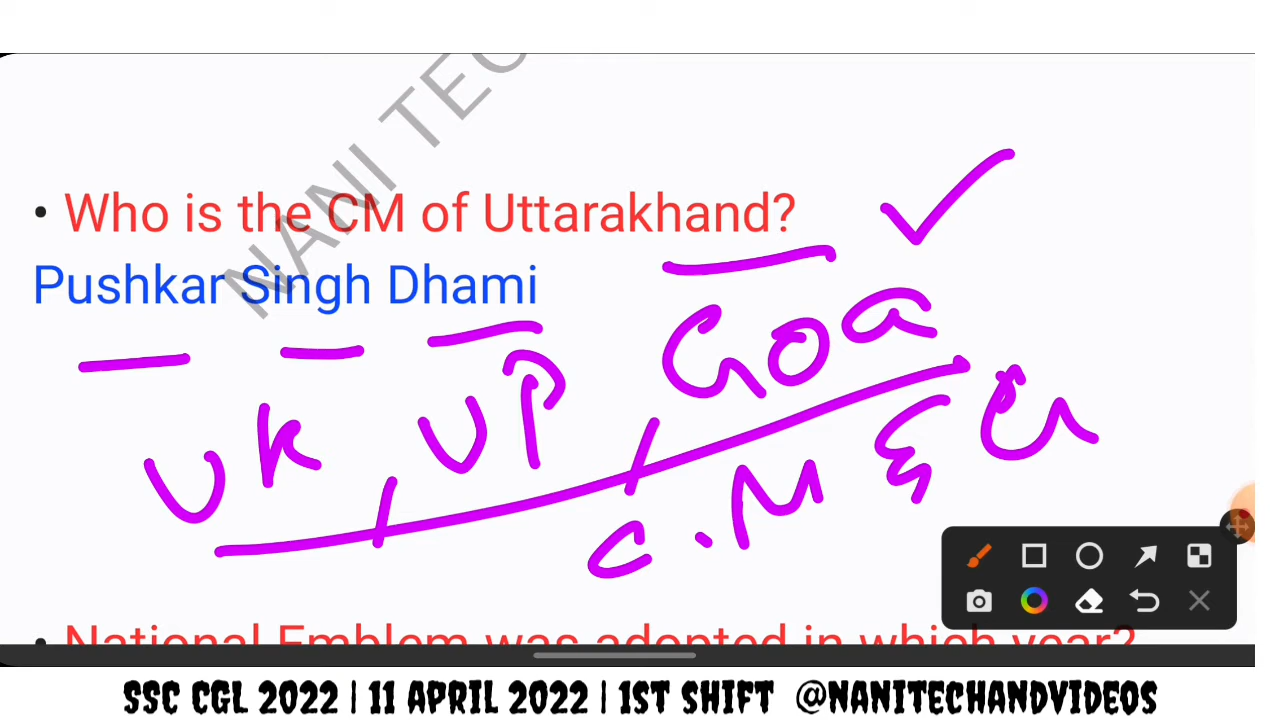 NANI TEC
• Who is the CM of Uttarakhand?
Pushkar Singh Dhami
UK, UP, Goa
C.M
• National Emblem was adopted in which year?
SSC CGL 2022 | 11 APRIL 2022 | 1ST SHIFT @NANITECHANDVIDEOS